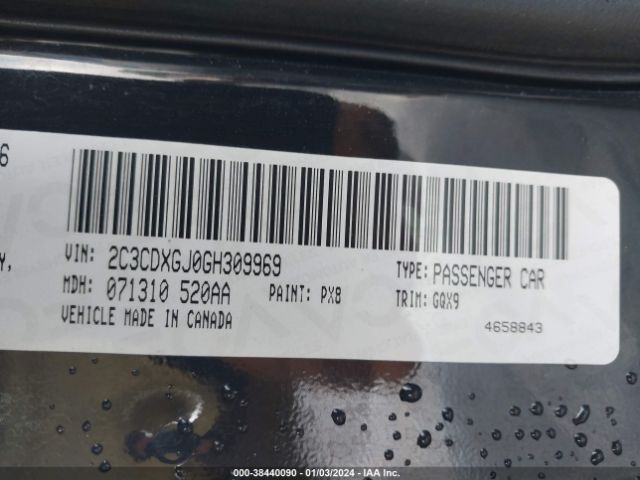 6
Y,
VIN: 2C3CDXGJ0GH309969
TYPE: PASSENGER CAR
MDH: 071310 520AA PAINT: PX8 TRIM: GQX9
VEHICLE MADE IN CANADA
4658843
000-38440090 - 01/03/2024 - IAA Inc.